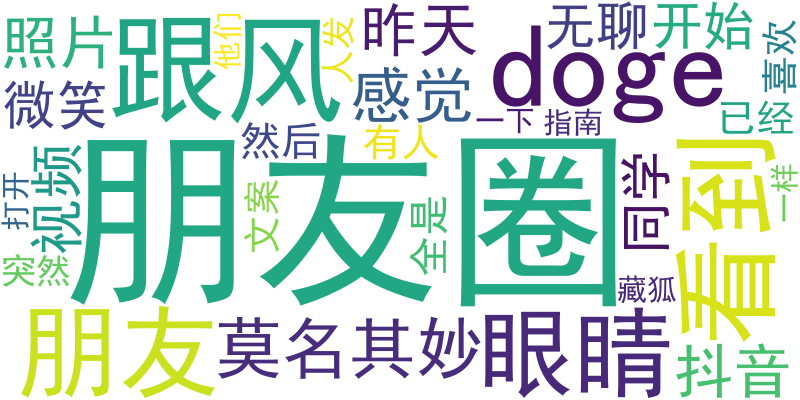 照片
跟风
他们
人发
昨天
无聊
开始
喜欢
微笑
感觉
doge
已经
然后
有人
一下
指南
打开
视频
朋友圈
文案
全是
同学
看到
一样
突然
藏狐
朋友
莫名其妙
眼睛
抖音